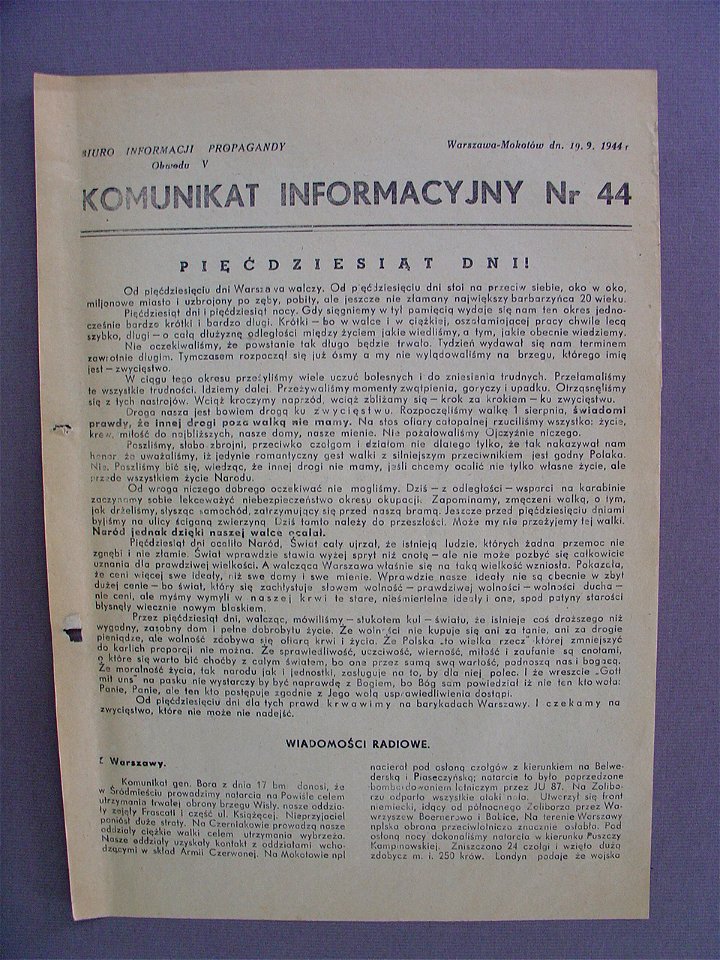 BIURO INFORMACJI PROPAGANDY
Obwodu V
Warszawa-Mokotów dn. 19. 9. 1944 r
KOMUNIKAT INFORMACYJNY Nr 44
PIĘĆDZIESIĄT DNI!
Od pięćdziesięciu dni Warszawa walczy. Od pięćdziesięciu dni stoi na przeciw siebie, oko w oko,
miljonowe miasto i uzbrojony po zęby, pobity, ale jeszcze nie złamany największy barbarzyńca 20 wieku.
Pięćdziesiąt dni i pięćdziesiąt nocy. Gdy sięgniemy w tył pamięcią wydaje się nam ten okres jedno-
cześnie bardzo krótki i bardzo długi. Krótki — bo w walce i w ciężkiej, oszałamiającej pracy chwile lecą
szybko, długi — o całą dłużyznę odległości między życiem jakie wiedliśmy, a tym, jakie obecnie wiedziemy.
Nie oczekiwaliśmy, że powstanie tak długo będzie trwało. Tydzień wydawał się nam terminem
zawrotnie długim. Tymczasem rozpoczął się już ósmy a my nie wylądowaliśmy na brzegu, którego imię
jest — zwycięstwo.
W ciągu tego okresu przeżyliśmy wiele uczuć bolesnych i do zniesienia trudnych. Przełamaliśmy
te wszystkie trudności. Idziemy dalej. Przeżywaliśmy momenty zwątpienia, goryczy i upadku. Otrząsnęliśmy
się z tych nastrojów. Wciąż kroczymy naprzód, wciąż zbliżamy się — krok za krokiem — ku zwycięstwu.
Droga nasza jest bowiem drogą ku zwycięstwu. Rozpoczęliśmy walkę 1 sierpnia, świadomi
prawdy, że innej drogi poza walką nie mamy. Na stos ofiary całopalnej rzuciliśmy wszystko: życie,
krew, miłość do najbliższych, nasze domy, nasze mienie. Nie pożałowaliśmy Ojczyźnie niczego.
Poszliśmy, słabo zbrojni, przeciwko czołgom i działom nie dlatego tylko, że tak nakazywał nam
honor że uważaliśmy, iż jedynie romantyczny gest walki z silniejszym przeciwnikiem jest godny Polaka.
Nie. Poszliśmy bić się, wiedząc, że innej drogi nie mamy, jeśli chcemy ocalić nie tylko własne życie, ale
przede wszystkiem życie Narodu.
Od wroga niczego dobrego oczekiwać nie mogliśmy. Dziś — z odległości — wsparci na karabinie
zaczynamy sobie lekceważyć niebezpieczeństwo okresu okupacji. Zapominamy, zmęczeni walką, o tym,
jak drżeliśmy, słysząc samochód, zatrzymujący się przed naszą bramą. Jeszcze przed pięćdziesięciu dniami
byliśmy na ulicy ściganą zwierzyną. Dziś tamto należy do przeszłości. Może my nie przeżyjemy tej walki.
Naród jednak dzięki naszej walce ocalał.
Pięćdziesiąt dni ocaliło Naród, Świat cały ujrzał, że istnieją ludzie, których żadna przemoc nie
zgnębi i nie złamie. Świat wprawdzie stawia wyżej spryt niż cnotę — ale nie może pozbyć się całkowicie
uznania dla prawdziwej wielkości. A walcząca Warszawa właśnie się na taką wielkość wzniosła. Pokazała,
że ceni więcej swe ideały, niż swe domy i swe mienie. Wprawdzie nasze ideały nie są obecnie w zbyt
dużej cenie — bo świat, który się zachłystuje słowem wolność — prawdziwej wolności — wolności ducha —
nie ceni, ale myśmy wymyli w naszej krwi te stare, nieśmiertelne ideały i one, spod patyny starości
błysnęły wiecznie nowym blaskiem.
Przez pięćdziesiąt dni, walcząc, mówiliśmy — stukotem kul — światu, że istnieje coś droższego niż
wygodny, zasobny dom i pełne dobrobytu życie. Że wolności nie kupuje się ani za tanie, ani za drogie
pieniądze, ale wolność zdobywa się ofiarą krwi i życia. Że Polska „to wielka rzecz" której zmniejszyć
do karlich proporcji nie można. Że sprawiedliwość, uczciwość, wierność, miłość i zaufanie są cnotami,
o które się warto bić choćby z całym światem, bo one przez samą swą wartość, podnoszą nas i bogacą.
Że moralność życia, tak narodu jak i jednostki, zasługuje na to, by dla niej polec. I że wreszcie „Gott
mit uns" na pasku nie wystarczy by być naprawdę z Bogiem, bo Bóg sam powiedział iż nie ten kto woła:
Panie, Panie, ale ten kto postępuje zgodnie z Jego wolą usprawiedliwienia dostąpi.
Od pięćdziesięciu dni dla tych prawd krwawimy na barykadach Warszawy. I czekamy na
zwycięstwo, które nie może nie nadejść.
WIADOMOŚCI RADIOWE.
Z Warszawy.
Komunikat gen. Bora z dnia 17 bm donosi, że
w Śródmieściu prowadzimy natarcia na Powiśle celem
utrzymania trwałej obrony brzegu Wisły. nasze oddzia-
ły zajęły Frascati i część ul. Książęcej. Nieprzyjaciel
poniósł duże straty. Na Czerniakowie prowadzą nasze
oddziały ciężkie walki celem utrzymania wybrzeża.
Nasze oddziały uzyskały kontakt z oddziałami wcho-
dzącymi w skład Armii Czerwonej. Na Mokotowie npl
nacierał pod osłoną czołgów z kierunkiem na Belwe-
derską i Piaseczyńską; natarcie to było poprzedzone
bombardowaniem lotniczym przez JU 87. Na Żolibo-
rzu odparto wszystkie ataki npla. Utworzył się front
niemiecki, idący od północnego Żoliborza przez Wa-
wrzyszew Boernerowo i Babice, Na terenie Warszawy
nplska obrona przeciwlotnicza znacznie osłabła. Pod
osłoną nocy dokonaliśmy natarcia w kierunku Puszczy
Kampinowskiej. Zniszczono 24 czołgi i wzięto dużą
zdobycz m. i. 250 krów. Londyn podaje że wojska